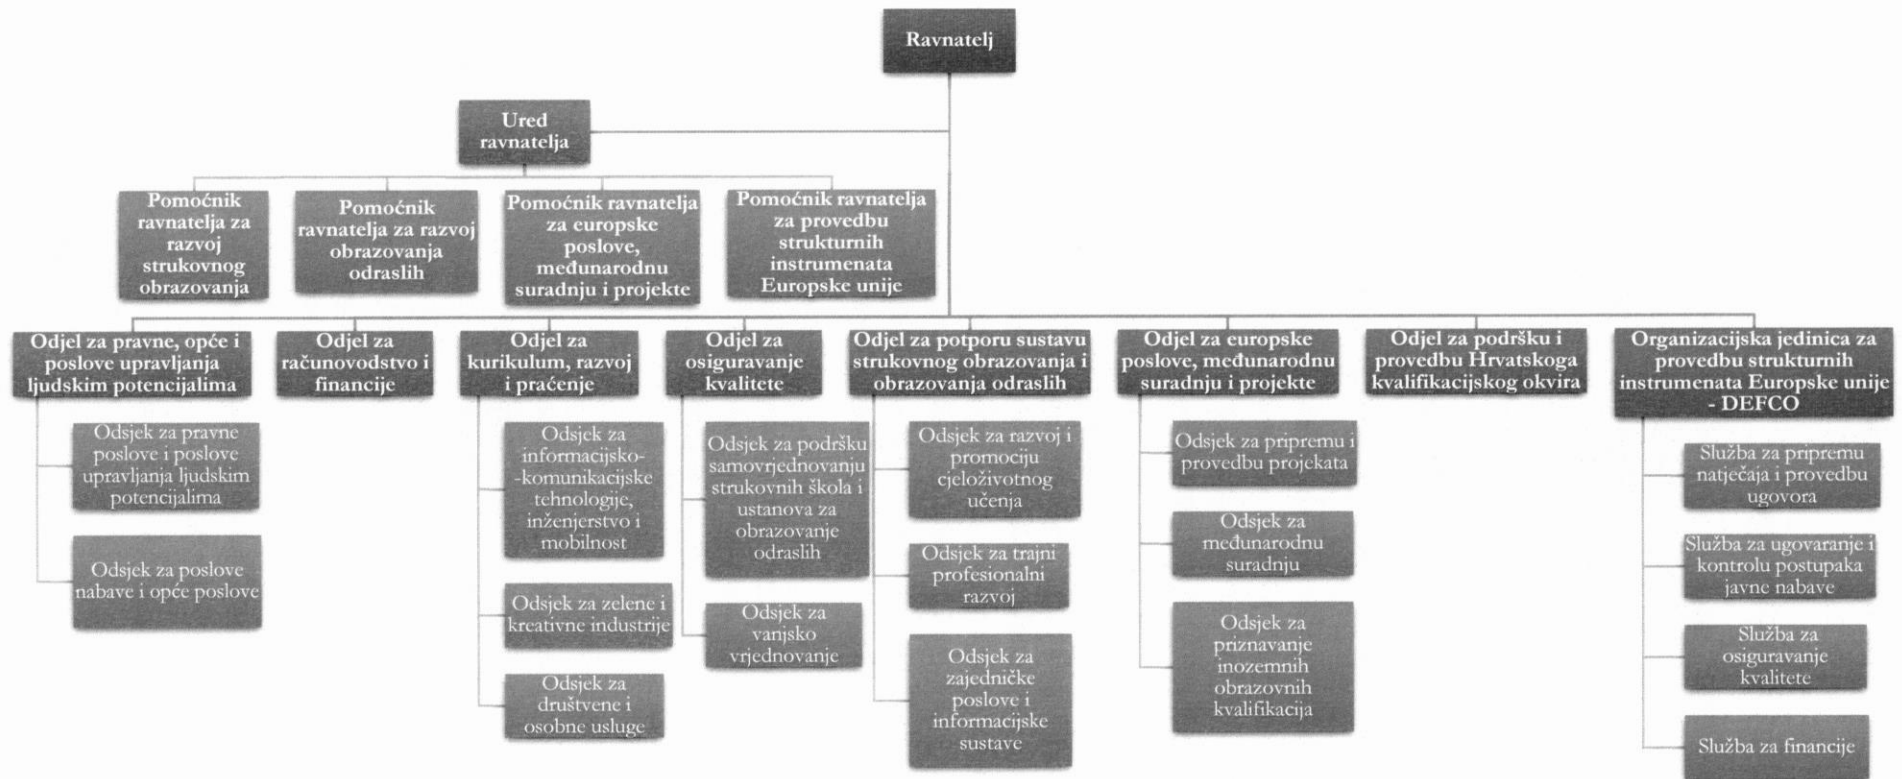 Ravnatelj
Ured
ravnatelja
Pomoćnik
ravnatelja za
razvoj
strukovnog
obrazovanja
Pomoćnik
ravnatelja za razvoj
obrazovanja
odraslih
Pomoćnik ravnatelja
za europske
poslove,
međunarodnu
suradnju i projekte
Pomoćnik ravnatelja
za provedbu
strukturnih
instrumenata
Europske unije
Odjel za pravne, opće i
poslove upravljanja
ljudskim potencijalima
Odsjek za pravne
poslove i poslove
upravljanja ljudskim
potencijalima
Odsjek za poslove
nabave i opće poslove
Odjel za
računovodstvo i
financije
Odjel za
kurikulum, razvoj
i praćenje
Odsjek za
informacijsko-
-komunikacijske
tehnologije,
inženjerstvo i
mobilnost
Odsjek za zelene i
kreativne industrije
Odsjek za
društvene i
osobne usluge
Odjel za
osiguravanje
kvalitete
Odsjek za podršku
samovrjednovanju
strukovnih škola i
ustanova za
obrazovanje
odraslih
Odsjek za
vanjsko
vrjednovanje
Odjel za potporu sustavu
strukovnog obrazovanja i
obrazovanja odraslih
Odsjek za razvoj i
promociju
cjeloživotnog
učenja
Odsjek za trajni
profesionalni
razvoj
Odsjek za
zajedničke
poslove i
informacijske
sustave
Odjel za europske
poslove, međunarodnu
suradnju i projekte
Odsjek za pripremu i
provedbu projekata
Odsjek za
međunarodnu
suradnju
Odsjek za
priznavanje
inozemnih
obrazovnih
kvalifikacija
Odjel za podršku i
provedbu Hrvatskoga
kvalifikacijskog okvira
Organizacijska jedinica za
provedbu strukturnih
instrumenata Europske unije
- DEFCO
Služba za pripremu
natječaja i provedbu
ugovora
Služba za ugovaranje i
kontrolu postupaka
javne nabave
Služba za
osiguravanje
kvalitete
Služba za financije